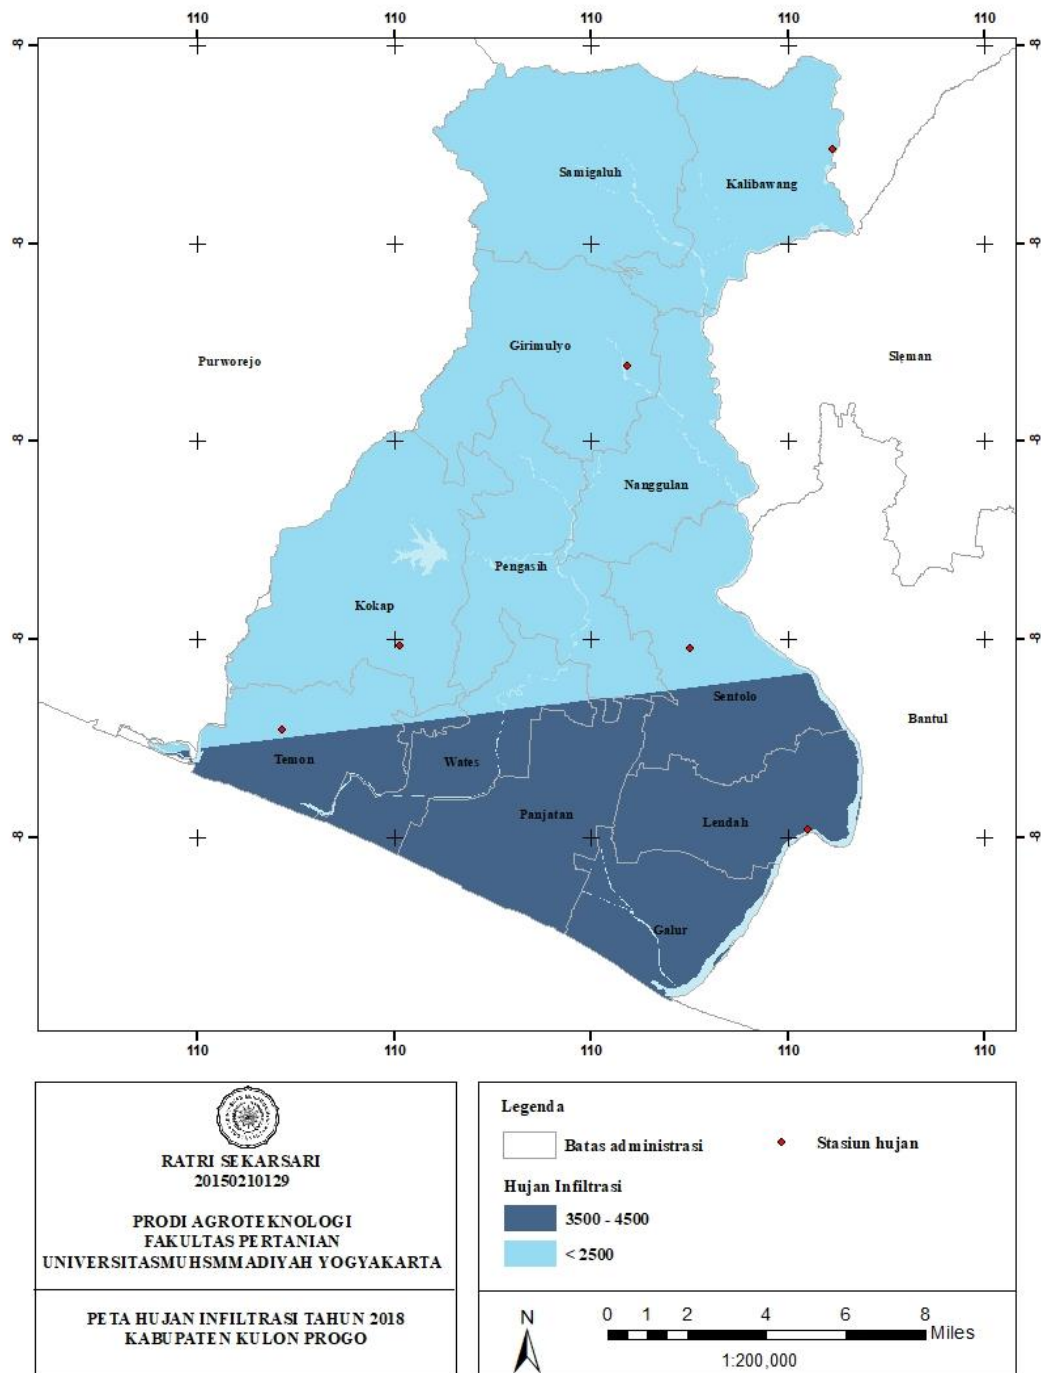 110 110 110 110 110
-8 -8
Samigaluh
Kalibawang
-8 -8
Girimulyo
Purworejo
Sleman
-8 -8
Nanggulan
Pengasih
Kokap
-8 -8
Sentolo
Bantul
Temon
Wates
Panjatan
Lendah
-8 -8
Galur
110 110 110 110 110
RATRI SEKARSARI
20150210129
PRODI AGROTEKNOLOGI
FAKULTAS PERTANIAN
UNIVERSITASMUHSMMADIYAH YOGYAKARTA
PETA HUJAN INFILTRASI TAHUN 2018
KABUPATEN KULON PROGO
Legenda
Batas administrasi
Stasiun hujan
Hujan Infiltrasi
3500 - 4500
< 2500
N
0 1 2 4 6 8
Miles
1:200,000